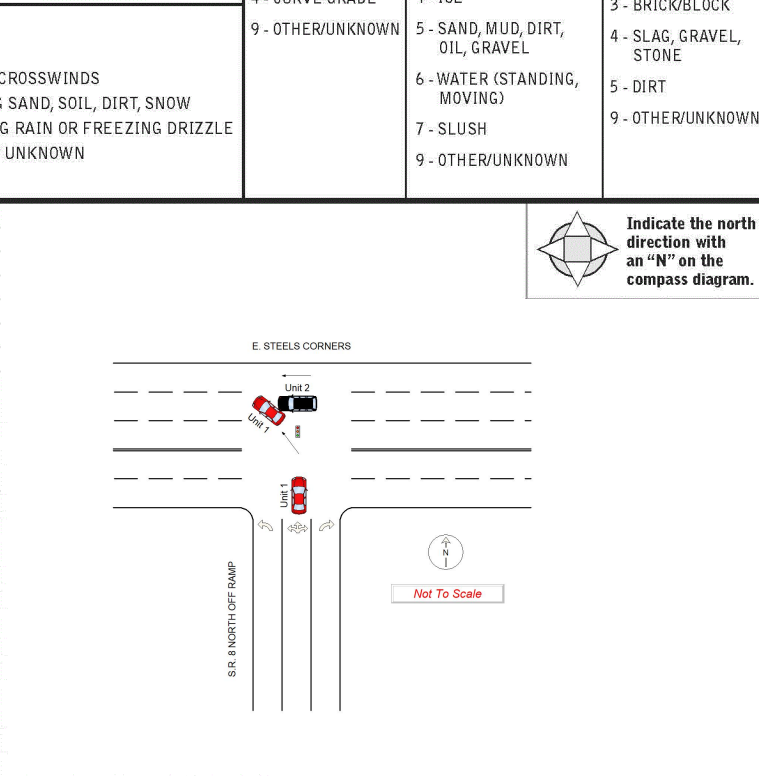 9 - OTHER/UNKNOWN
CROSSWINDS
SAND, SOIL, DIRT, SNOW
RAIN OR FREEZING DRIZZLE
UNKNOWN
5 - SAND, MUD, DIRT,
OIL, GRAVEL
6 - WATER (STANDING,
MOVING)
7 - SLUSH
9 - OTHER/UNKNOWN
3 - BRICK/BLOCK
4 - SLAG, GRAVEL,
STONE
5 - DIRT
9 - OTHER/UNKNOWN
Indicate the north
direction with
an “N” on the
compass diagram.
E. STEELS CORNERS
Unit 2
Unit 1
Unit 1
N
Not To Scale
S.R. 8 NORTH OFF RAMP